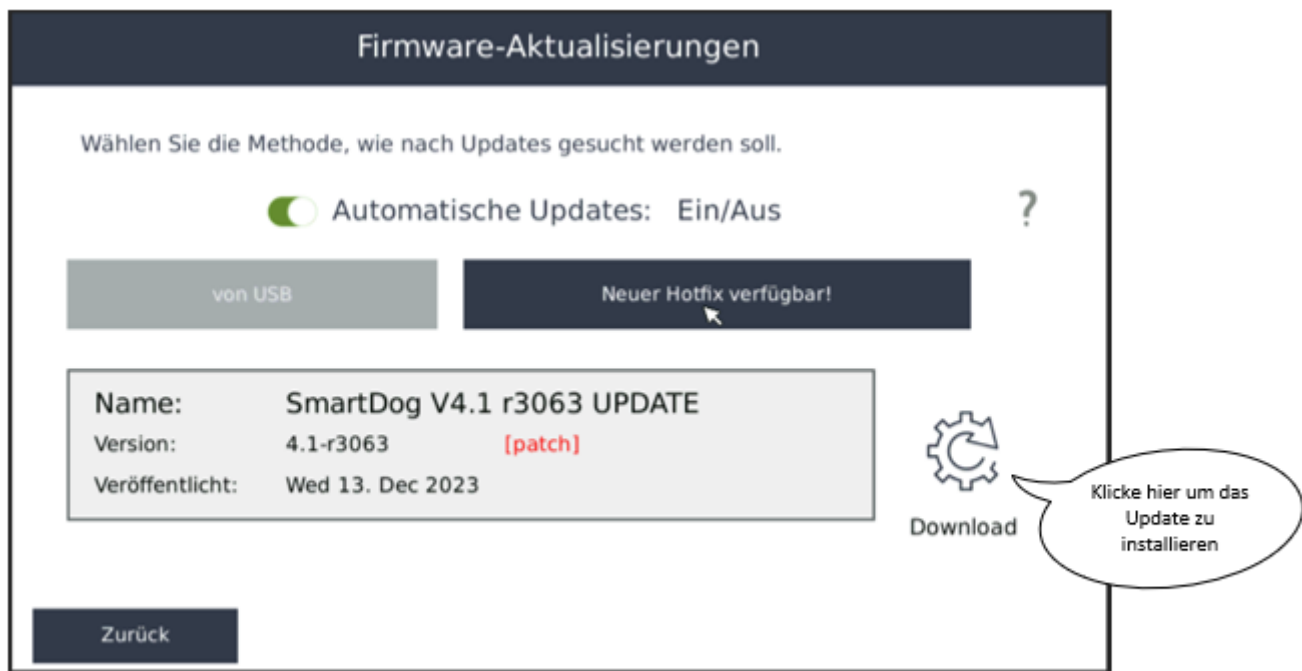 Firmware-Aktualisierungen
Wählen Sie die Methode, wie nach Updates gesucht werden soll.
Automatische Updates: Ein/Aus ?
von USB
Neuer Hotfix verfügbar!
Name: SmartDog V4.1 r3063 UPDATE
Version: 4.1-r3063 [patch]
Veröffentlicht: Wed 13. Dec 2023
Download
Klicke hier um das
Update zu
installieren
Zurück